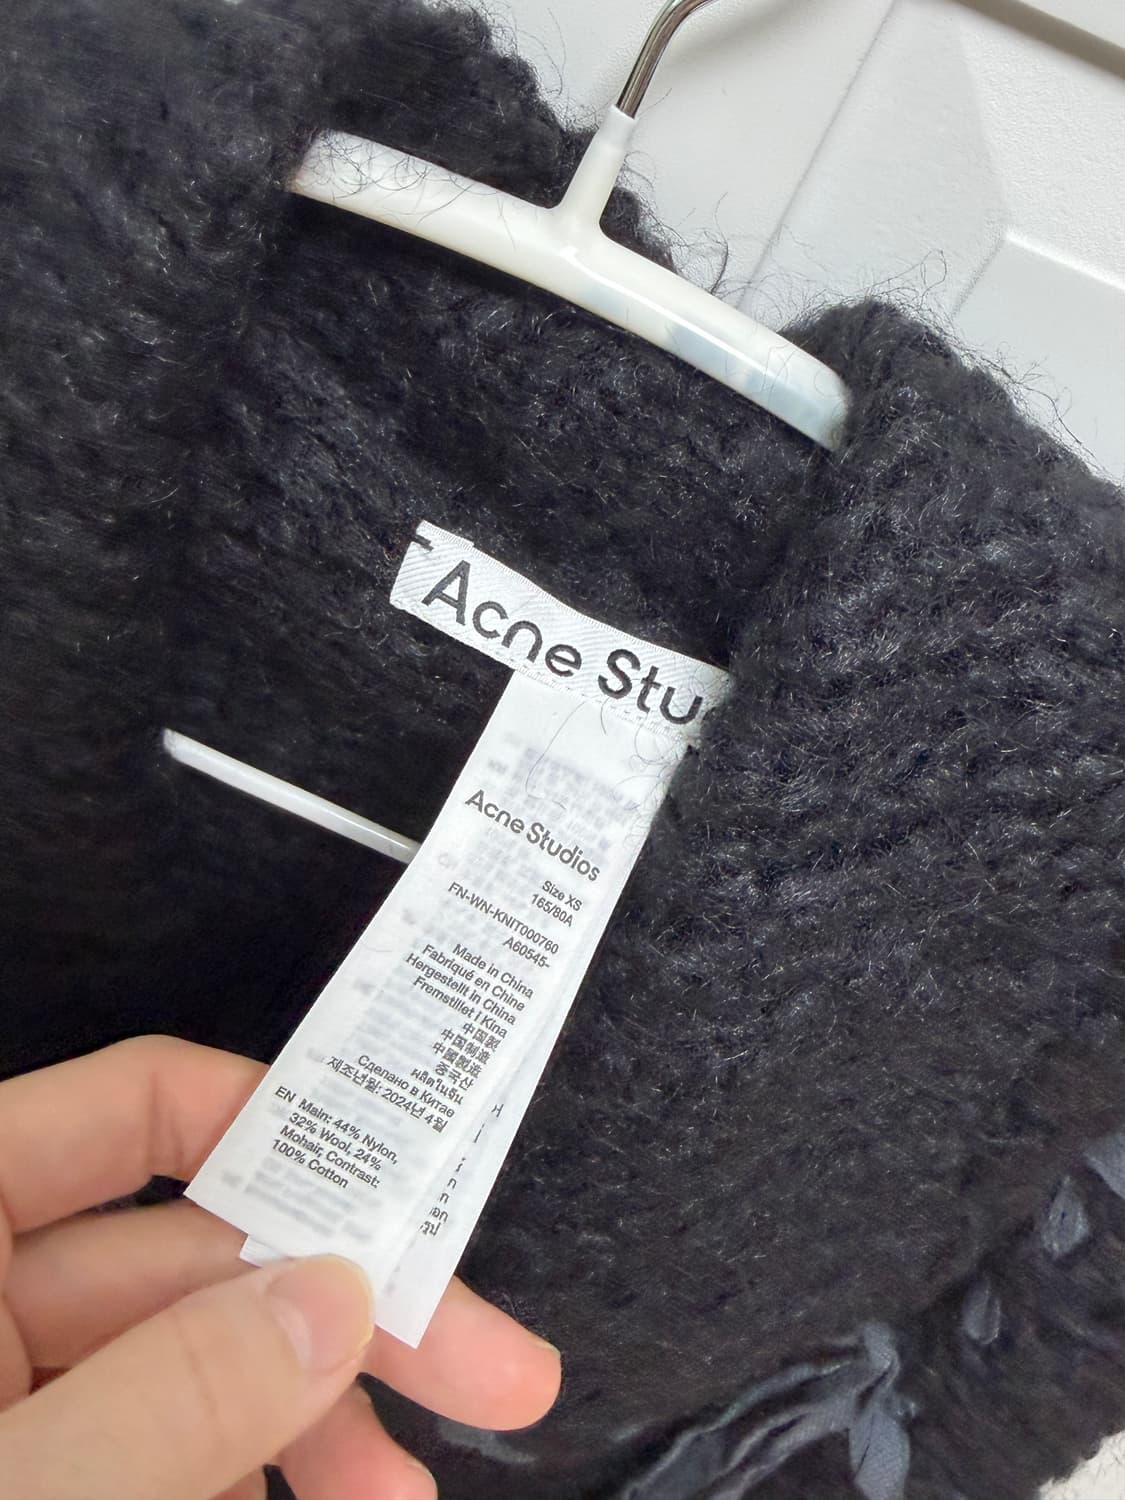 Acne Stu
Acne Studios
Size XS
165/80A
FN-WN-KNIT000760
A60545-
Made in China
Fabriqué en Chine
Hergestellt in China
Fremstillet i Kina
中国製
中国制造
中國製造
중국산
ผลิตในจีน
Сделано в Китае
제조년월: 2024년 4월
EN Main: 44% Nylon,
32% Wool, 24%
Mohair, Contrast:
100% Cotton